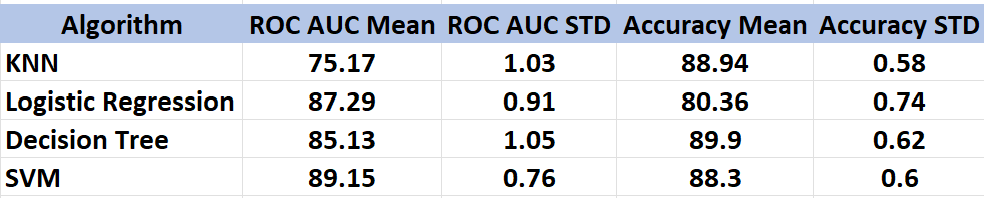 Algorithm ROC AUC Mean ROC AUC STD Accuracy Mean Accuracy STD
KNN 75.17 1.03 88.94 0.58
Logistic Regression 87.29 0.91 80.36 0.74
Decision Tree 85.13 1.05 89.9 0.62
SVM 89.15 0.76 88.3 0.6